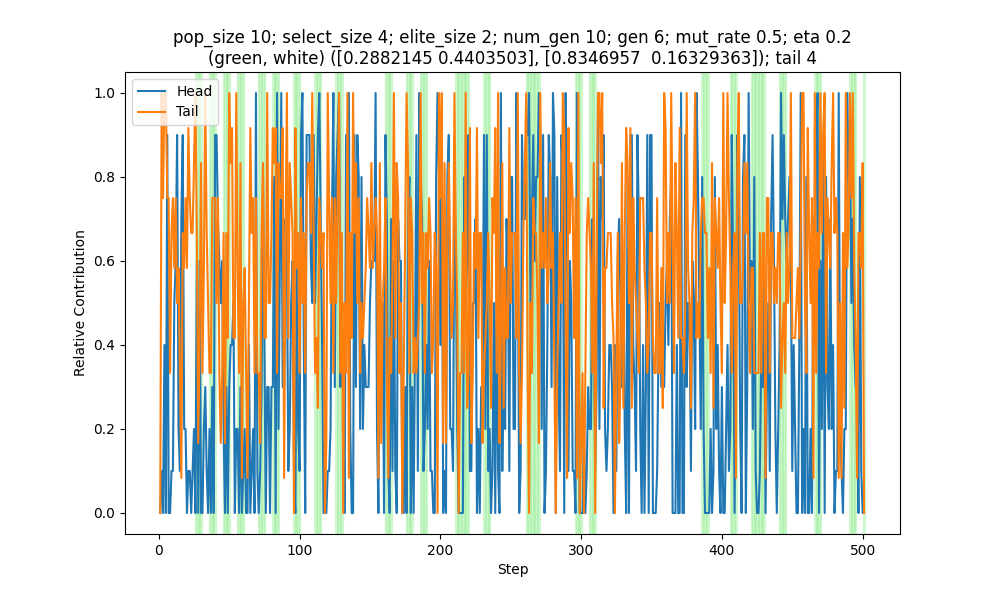 pop_size 10; select_size 4; elite_size 2; num_gen 10; gen 6; mut_rate 0.5; eta 0.2
(green, white) ([0.2882145 0.4403503], [0.8346957  0.16329363]); tail 4
Head
Tail
1.0
0.8
0.6
0.4
0.2
0.0
Relative Contribution
0
100
200
300
400
500
Step